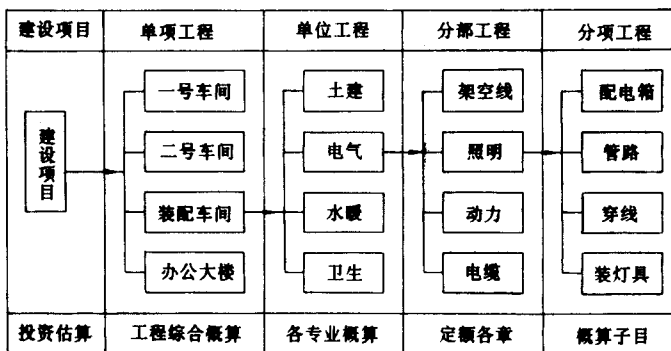 建设项目 单项工程 单位工程 分部工程 分项工程
一号车间 土建 架空线 配电箱
建设项目 二号车间 电气 照明 管路
装配车间 水暖 动力 穿线
办公大楼 卫生 电缆 装灯具
投资估算 工程综合概算 各专业概算 定额各章 概算子目